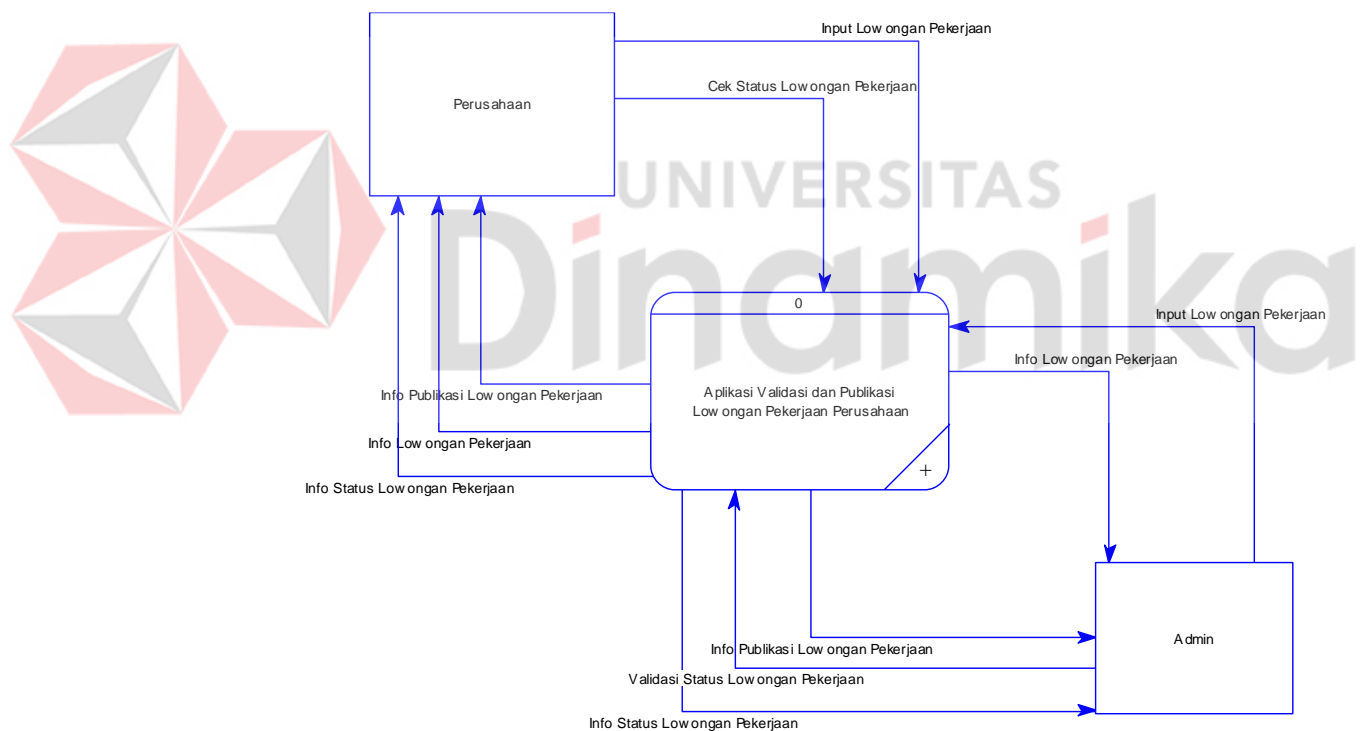 Input Lowongan Pekerjaan
Cek Status Lowongan Pekerjaan
Perusahaan
UNIVERSITAS
Dinamika
0
Input Lowongan Pekerjaan
Info Lowongan Pekerjaan
Aplikasi Validasi dan Publikasi
Lowongan Pekerjaan Perusahaan
Info Publikasi Lowongan Pekerjaan
Info Lowongan Pekerjaan
+
Info Status Lowongan Pekerjaan
Admin
Info Publikasi Lowongan Pekerjaan
Validasi Status Lowongan Pekerjaan
Info Status Lowongan Pekerjaan